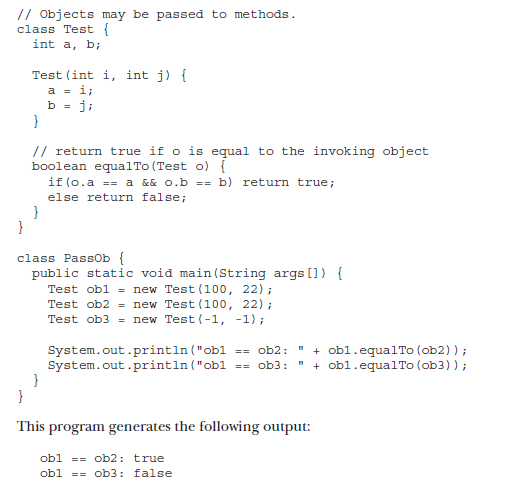 // Objects may be passed to methods.
class Test {
  int a, b;

  Test(int i, int j) {
    a = i;
    b = j;
  }

  // return true if o is equal to the invoking object
  boolean equalTo(Test o) {
    if(o.a == a && o.b == b) return true;
    else return false;
  }
}

class PassOb {
  public static void main(String args[]) {
    Test ob1 = new Test(100, 22);
    Test ob2 = new Test(100, 22);
    Test ob3 = new Test(-1, -1);

    System.out.println("ob1 == ob2: " + ob1.equalTo(ob2));
    System.out.println("ob1 == ob3: " + ob1.equalTo(ob3));
  }
}
This program generates the following output:
ob1 == ob2: true
ob1 == ob3: false